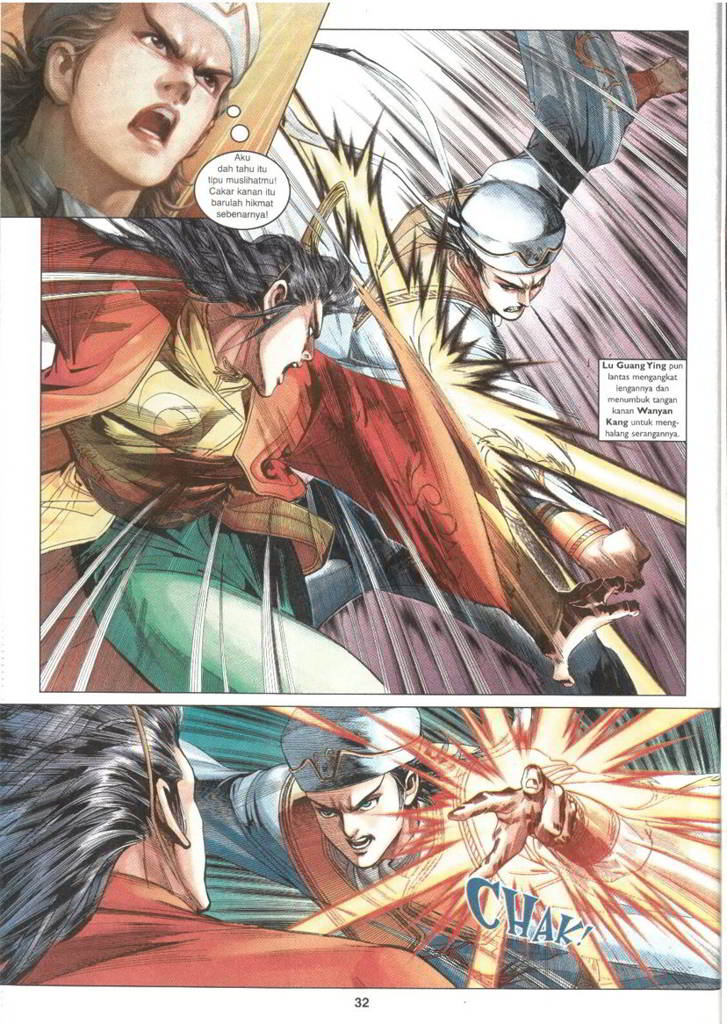 Aku
dah tahu itu
tipu muslihatmu!
Cakar kanan itu
barulah hikmat
sebenarnya!
Lu Guang Ying pun
lantas mengangkat
lengannya dan
menumbuk tangan
kanan Wanyan
Kang untuk meng-
halang serangannya.
CHAK!
32